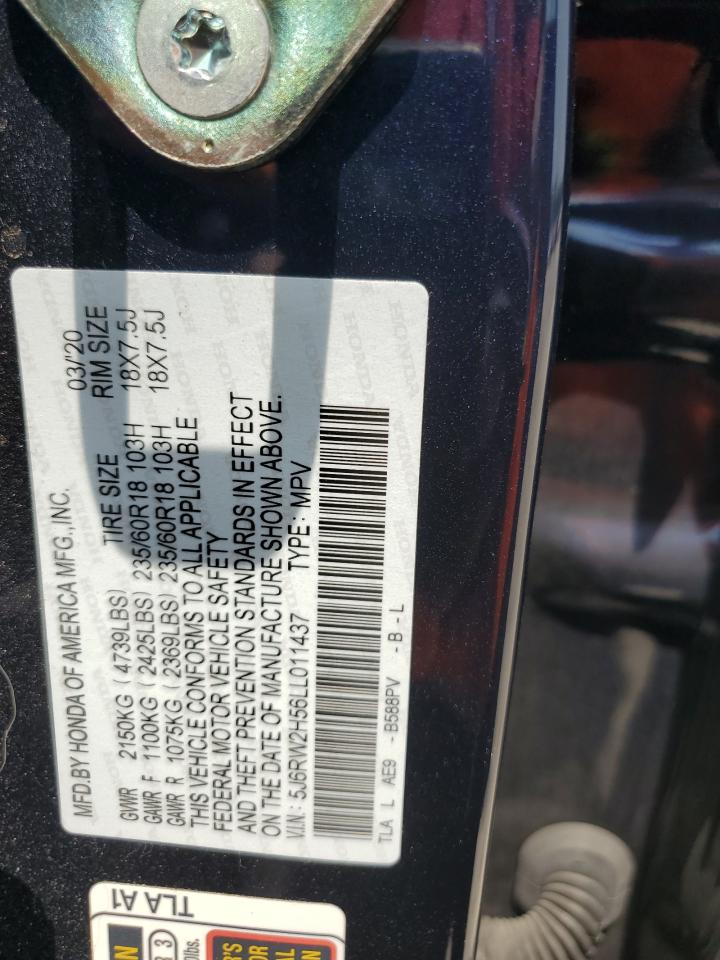 MFD.BY HONDA OF AMERICA MFG.,INC. 03/'20
TIRE SIZE RIM SIZE
GVWR 2150KG (4739LBS)
GAWR F 1100KG (2425LBS) 235/60R18 103H 18X7.5J
GAWR R 1075KG (2369LBS) 235/60R18 103H 18X7.5J
THIS VEHICLE CONFORMS TO ALL APPLICABLE
FEDERAL MOTOR VEHICLE SAFETY
AND THEFT PREVENTION STANDARDS IN EFFECT
ON THE DATE OF MANUFACTURE SHOWN ABOVE.
V.I.N.: 5J6RW2H56LL011437 TYPE: MPV
TLA L AE9 -B588PV -B-L
TLA A1
R 3